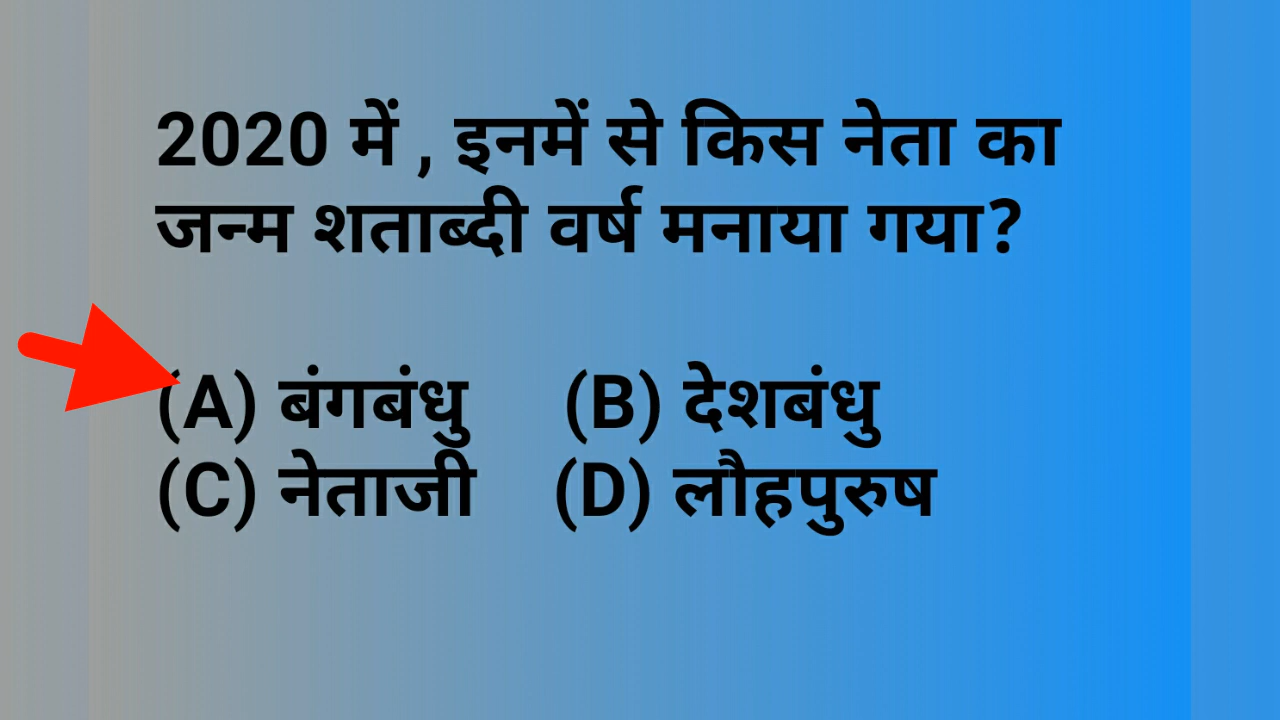 2020 में , इनमें से किस नेता का
जन्म शताब्दी वर्ष मनाया गया?
(A) बंगबंधु (B) देशबंधु
(C) नेताजी (D) लौहपुरुष